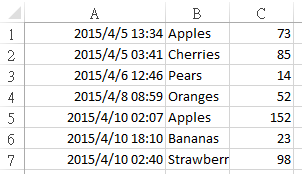 A B C
1 2015/4/5 13:34 Apples 73
2 2015/4/5 03:41 Cherries 85
3 2015/4/6 12:46 Pears 14
4 2015/4/8 08:59 Oranges 52
5 2015/4/10 02:07 Apples 152
6 2015/4/10 18:10 Bananas 23
7 2015/4/10 02:40 Strawberr 98